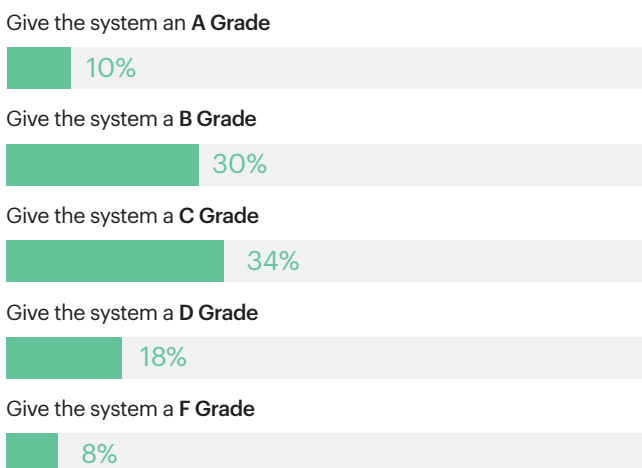 Give the system an A Grade
10%
Give the system a B Grade
30%
Give the system a C Grade
34%
Give the system a D Grade
18%
Give the system a F Grade
8%